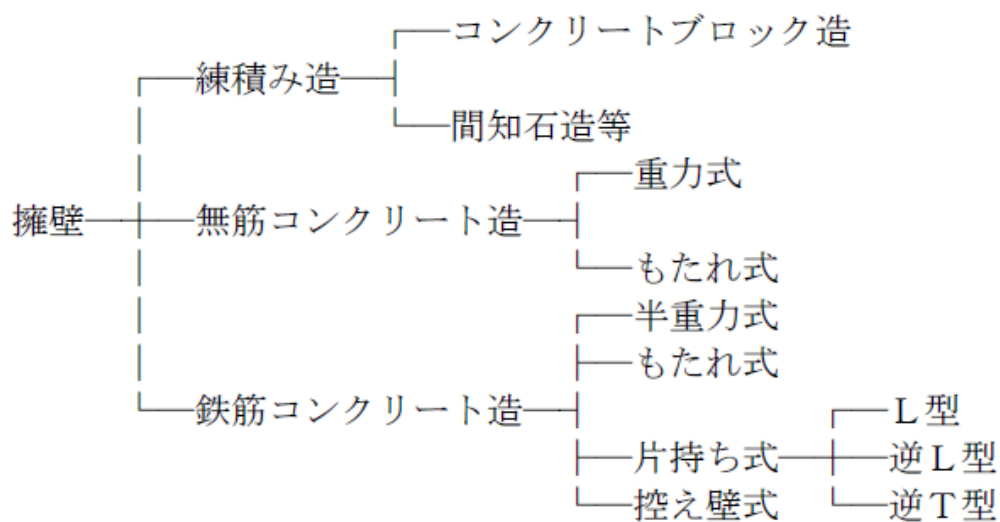 コンクリートブロック造
練積み造
間知石造等
重力式
擁壁 無筋コンクリート造
もたれ式
半重力式
もたれ式
鉄筋コンクリート造
L型
片持ち式 逆L型
控え壁式 逆T型